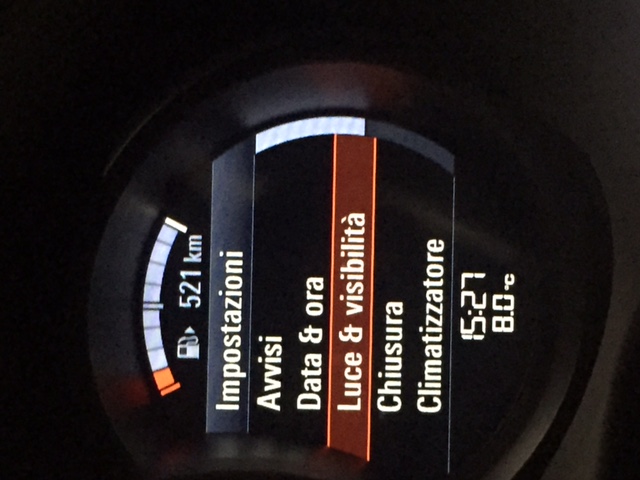 521 km
Impostazioni
Avvisi
Data & ora
Luce & visibilità
Chiusura
Climatizzatore
15:27
8.0°C